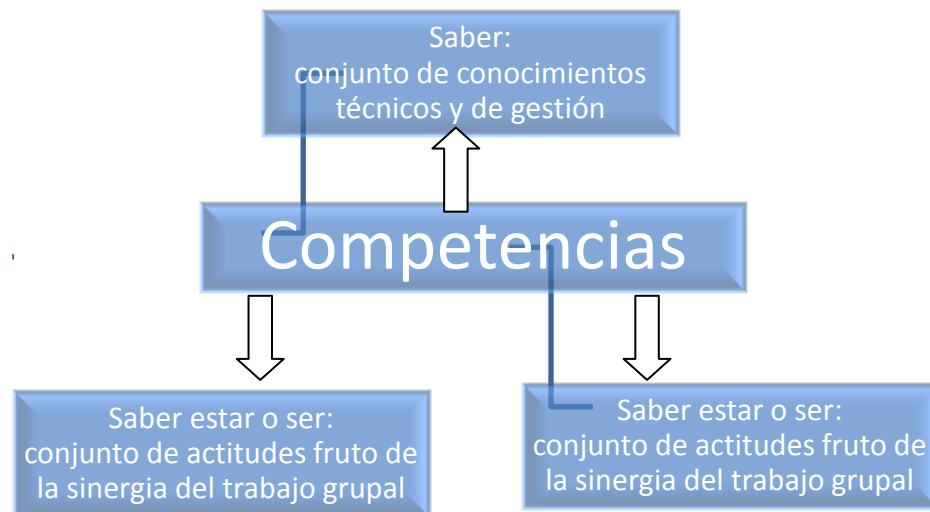 Saber:
conjunto de conocimientos
técnicos y de gestión
Competencias
Saber estar o ser:
conjunto de actitudes fruto de
la sinergia del trabajo grupal
Saber estar o ser:
conjunto de actitudes fruto de
la sinergia del trabajo grupal